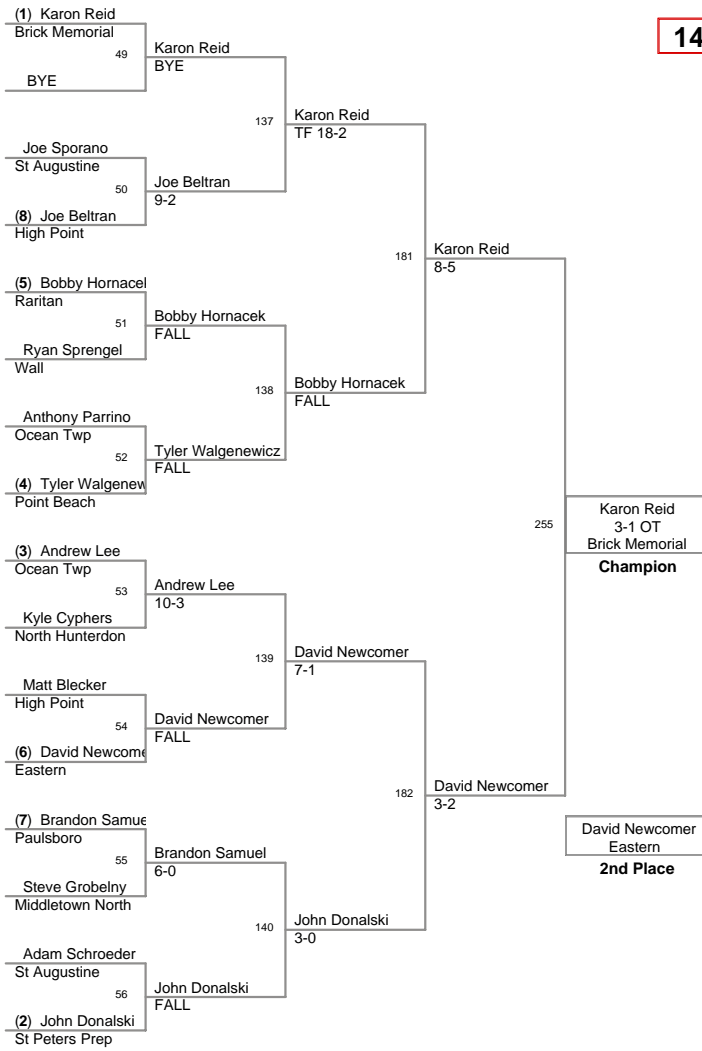 (1) Karon Reid
Brick Memorial
49
BYE
Karon Reid
BYE
Joe Sporano
St Augustine
50
(8) Joe Beltran
High Point
Joe Beltran
9-2
137
Karon Reid
TF 18-2
(5) Bobby Hornacel
Raritan
51
Ryan Sprengel
Wall
Bobby Hornacek
FALL
Anthony Parrino
Ocean Twp
52
(4) Tyler Walgenew
Point Beach
Tyler Walgenewicz
FALL
138
Bobby Hornacek
FALL
181
Karon Reid
8-5
(3) Andrew Lee
Ocean Twp
53
Kyle Cyphers
North Hunterdon
Andrew Lee
10-3
Matt Blecker
High Point
54
(6) David Newcome
Eastern
David Newcomer
FALL
139
David Newcomer
7-1
(7) Brandon Samue
Paulsboro
55
Steve Grobelny
Middletown North
Brandon Samuel
6-0
Adam Schroeder
St Augustine
56
(2) John Donalski
St Peters Prep
John Donalski
FALL
140
John Donalski
3-0
182
David Newcomer
3-2
255
Karon Reid
3-1 OT
Brick Memorial
Champion
David Newcomer
Eastern
2nd Place
14